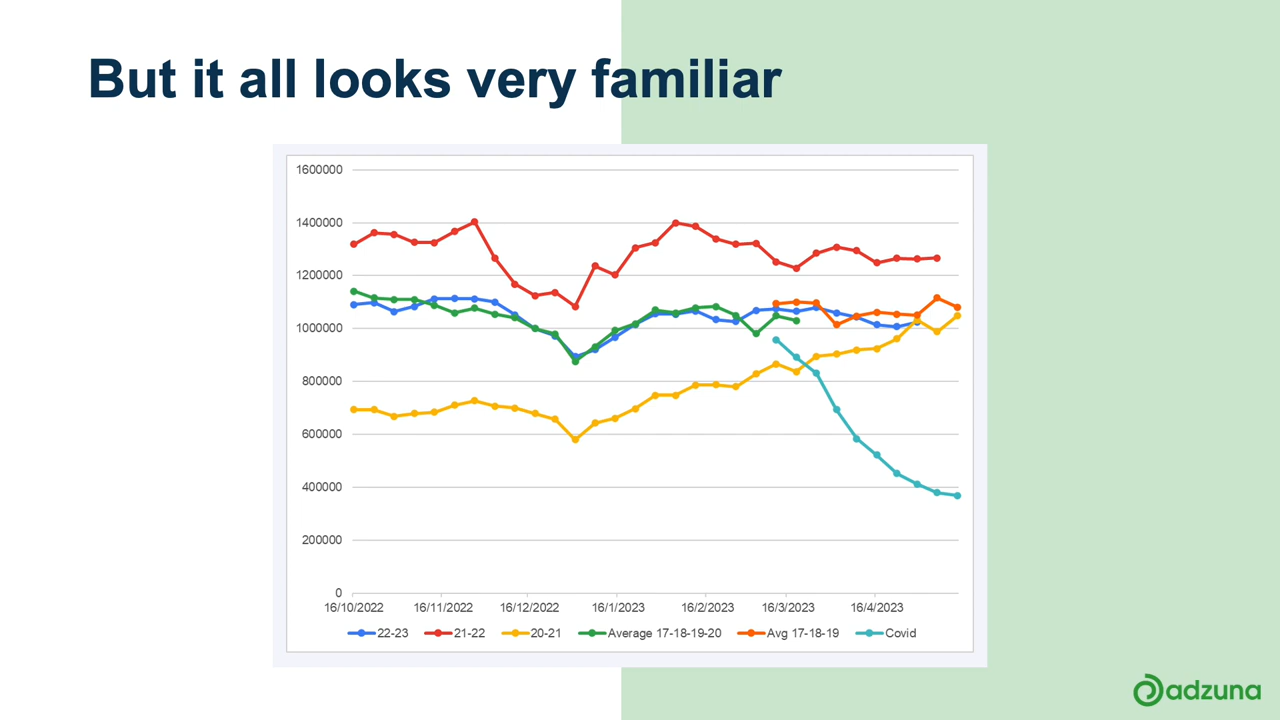 But it all looks very familiar
1600000
1400000
1200000
1000000
800000
600000
400000
200000
0
16/10/2022 16/11/2022 16/12/2022 16/1/2023 16/2/2023 16/3/2023 16/4/2023
22-23 21-22 20-21 Average 17-18-19-20 Avg 17-18-19 Covid
adzuna